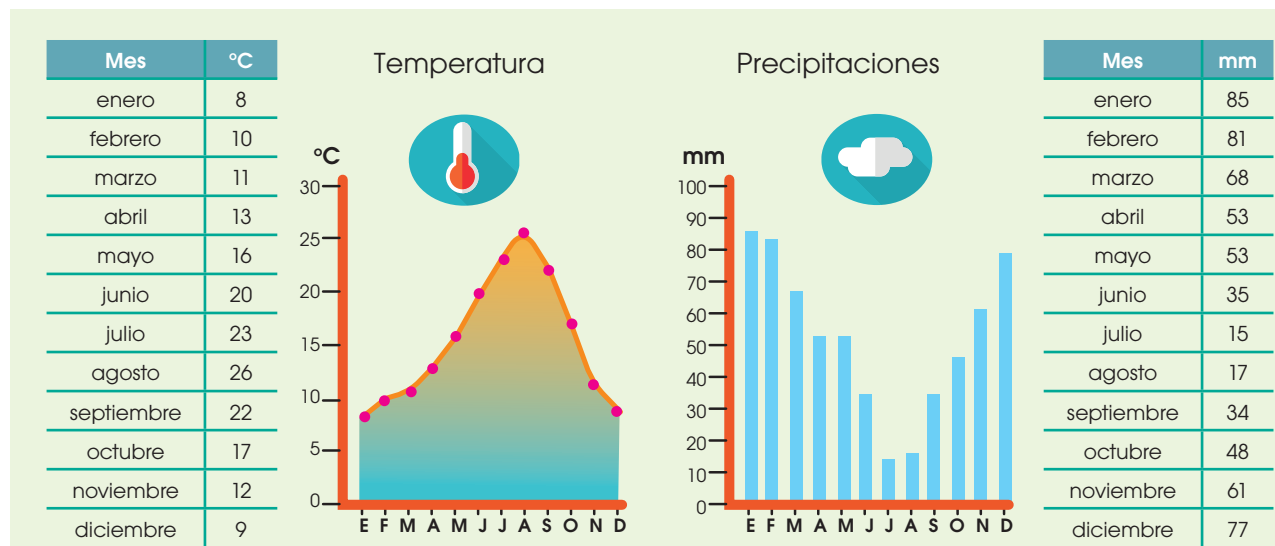 Mes °C
enero 8
febrero 10
marzo 11
abril 13
mayo 16
junio 20
julio 23
agosto 26
septiembre 22
octubre 17
noviembre 12
diciembre 9
Temperatura
°C
30
25
20
15
10
5
0
E F M A M J J A S O N D
Precipitaciones
mm
100
90
80
70
60
50
40
30
20
10
0
E F M A M J J A S O N D
Mes mm
enero 85
febrero 81
marzo 68
abril 53
mayo 53
junio 35
julio 15
agosto 17
septiembre 34
octubre 48
noviembre 61
diciembre 77